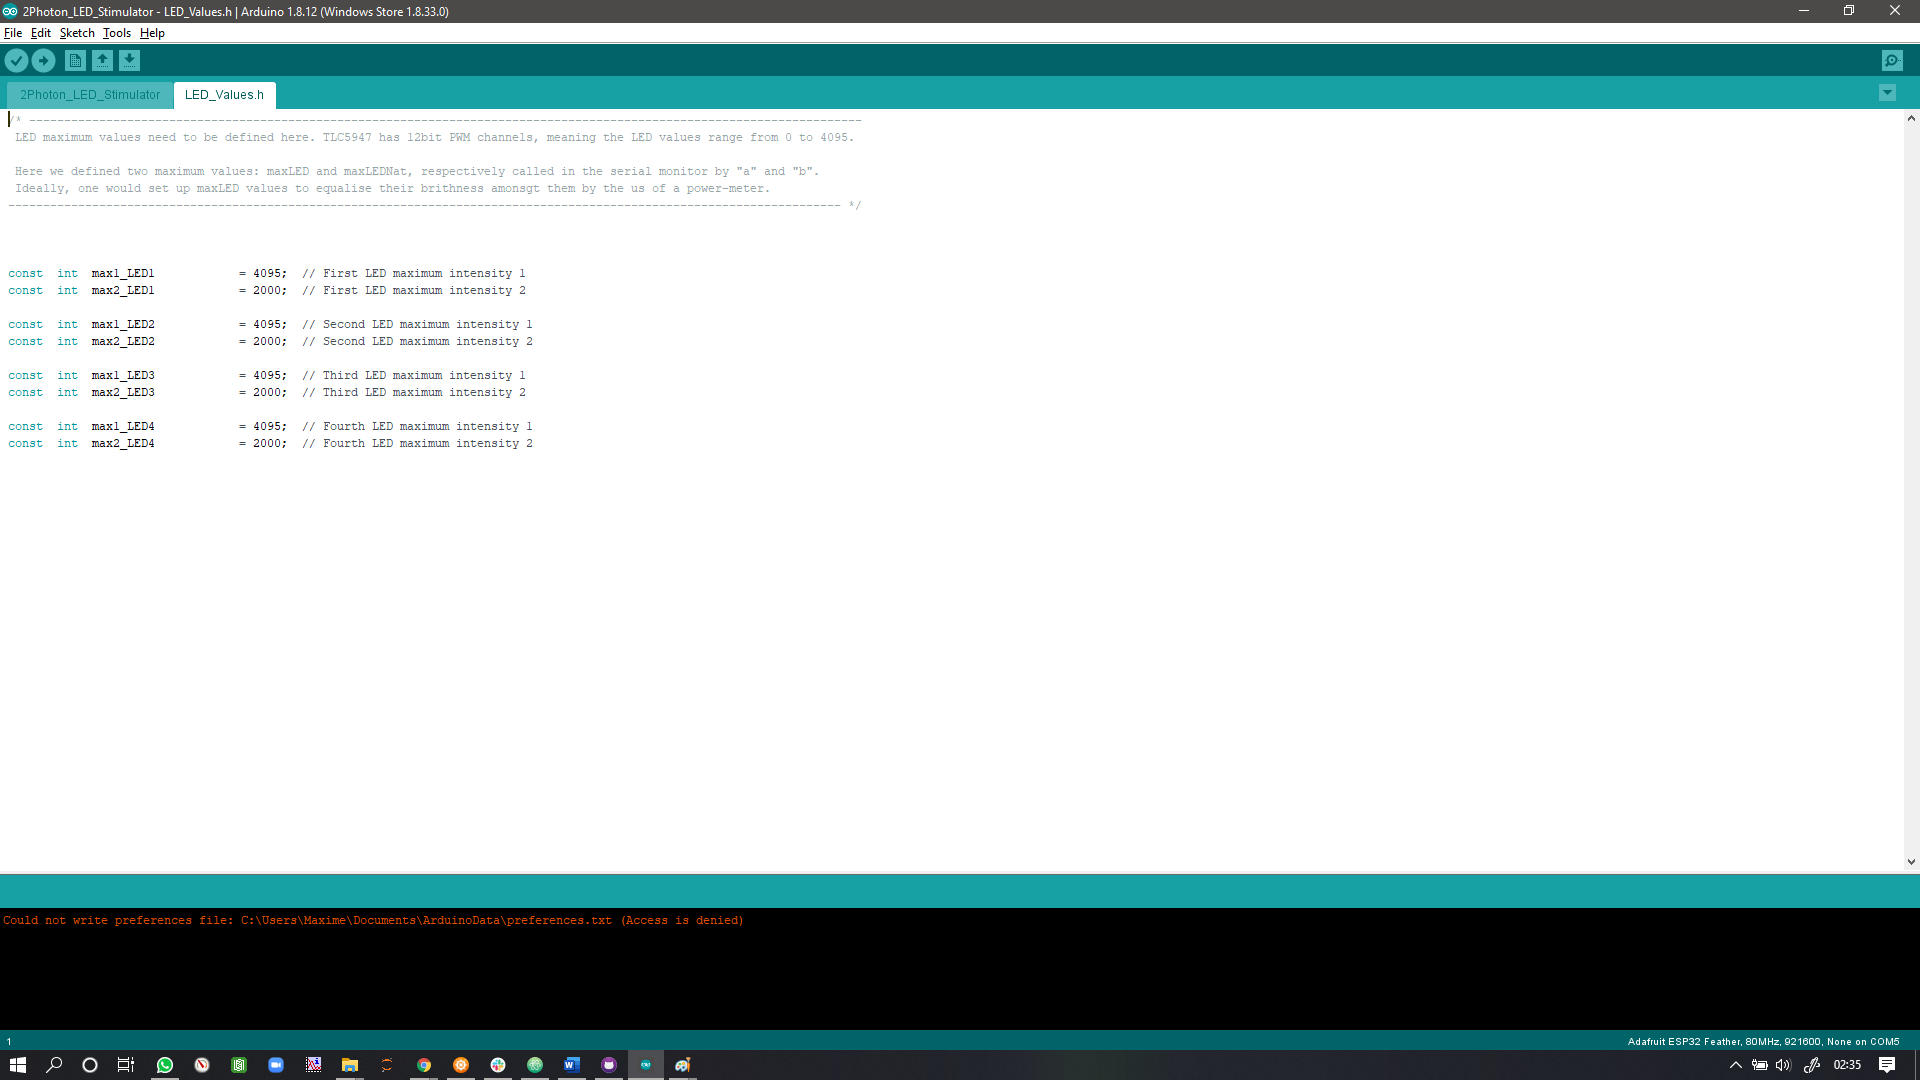 2Photon_LED_Stimulator - LED_Values.h | Arduino 1.8.12 (Windows Store 1.8.33.0)
File Edit Sketch Tools Help
2Photon_LED_Stimulator LED_Values.h
/* -----------------------------------------------------------------------------------------------------------------------
LED maximum values need to be defined here. TLC5947 has 12bit PWM channels, meaning the LED values range from 0 to 4095.
Here we defined two maximum values: maxLED and maxLEDNat, respectively called in the serial monitor by "a" and "b".
Ideally, one would set up maxLED values to equalise their brithness amonsgt them by the us of a power-meter.
----------------------------------------------------------------------------------------------------------------------- */
const int max1_LED1 = 4095; // First LED maximum intensity 1
const int max2_LED1 = 2000; // First LED maximum intensity 2
const int max1_LED2 = 4095; // Second LED maximum intensity 1
const int max2_LED2 = 2000; // Second LED maximum intensity 2
const int max1_LED3 = 4095; // Third LED maximum intensity 1
const int max2_LED3 = 2000; // Third LED maximum intensity 2
const int max1_LED4 = 4095; // Fourth LED maximum intensity 1
const int max2_LED4 = 2000; // Fourth LED maximum intensity 2
Could not write preferences file: C:\Users\Maxime\Documents\ArduinoData\preferences.txt (Access is denied)
1 Adafruit ESP32 Feather, 80MHz, 921600, None on COM5
02:35